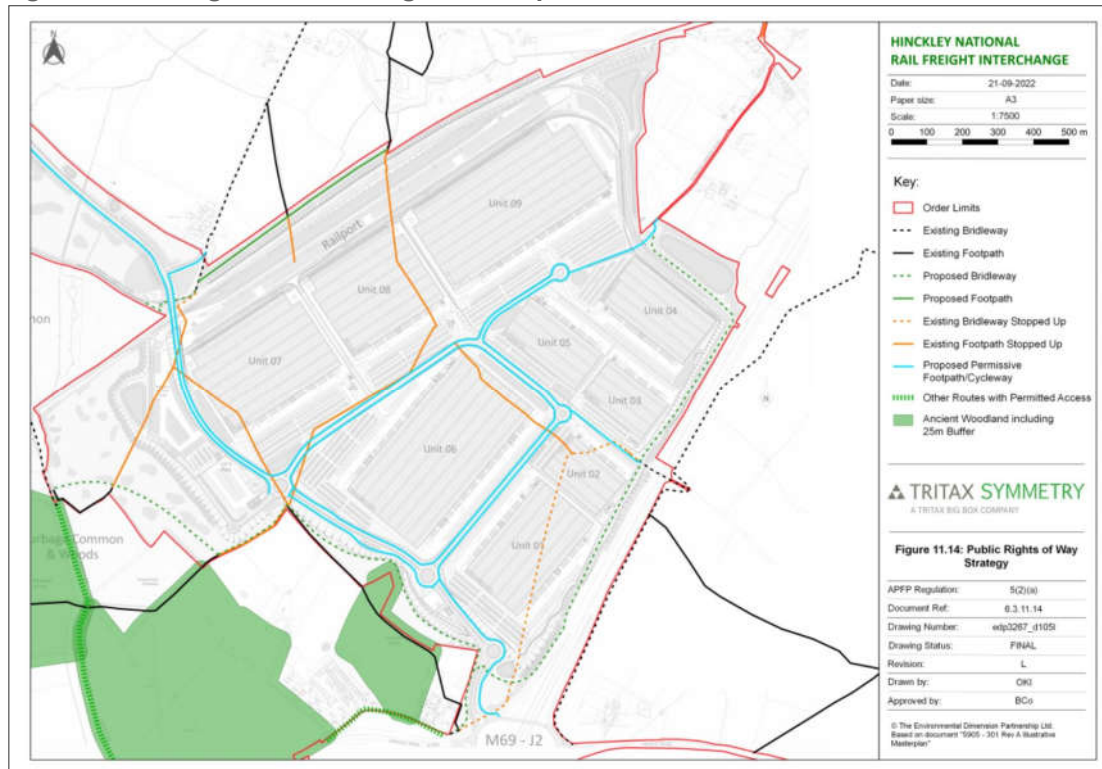 N
Railport
Unit 09
Unit 08
Unit 07
Unit 04
Unit 05
Unit 03
Unit 06
Unit 02
Unit 01
Common
& Woods
M69 - J2
N
HINCKLEY NATIONAL
RAIL FREIGHT INTERCHANGE
Date: 21-09-2022
Paper size: A3
Scale: 1:7500
0 100 200 300 400 500 m
Key:
Order Limits
Existing Bridleway
Existing Footpath
Proposed Bridleway
Proposed Footpath
Existing Bridleway Stopped Up
Existing Footpath Stopped Up
Proposed Permissive
Footpath/Cycleway
Other Routes with Permitted Access
Ancient Woodland including
25m Buffer
TRITAX SYMMETRY
A TRITAX BIG BOX COMPANY
Figure 11.14: Public Rights of Way
Strategy
APFP Regulation: 5(2)(a)
Document Ref: 6.3.11.14
Drawing Number: edp3267_d105l
Drawing Status: FINAL
Revision: L
Drawn by: OKl
Approved by: BCo
© The Environmental Dimension Partnership Ltd.
Based on document "5905 - 301 Rev A Illustrative
Masterplan"